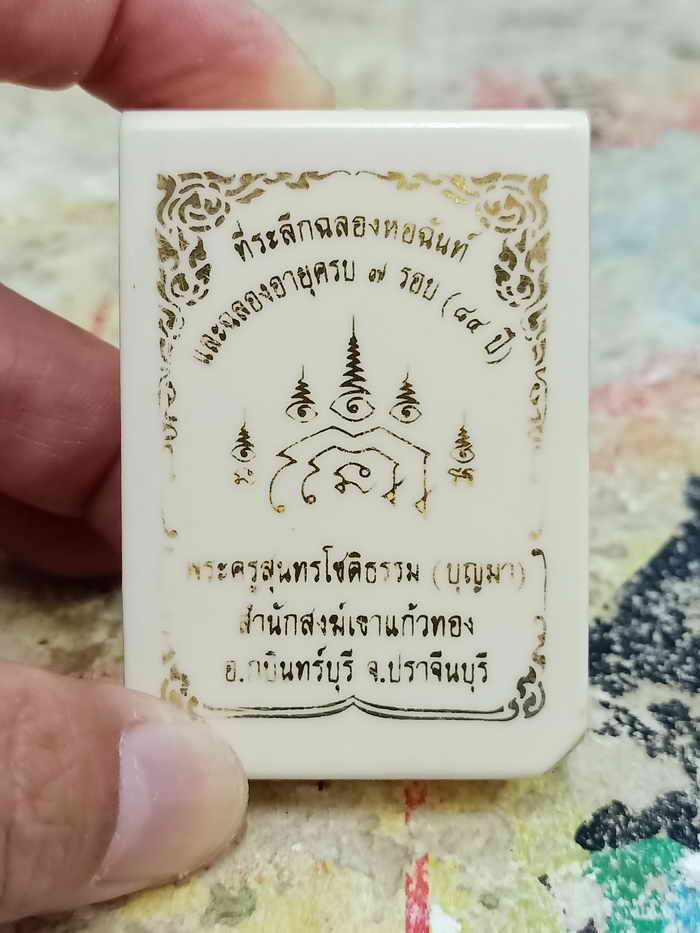 ที่ระลึกฉลองหอฉันท์
และฉลองอายุครบ ๗ รอบ (๘๔ ปี)
พระครูสุนทรโชติธรรม (บุญมา)
สำนักสงฆ์เขาแก้วทอง
อ.กบินทร์บุรี จ.ปราจีนบุรี